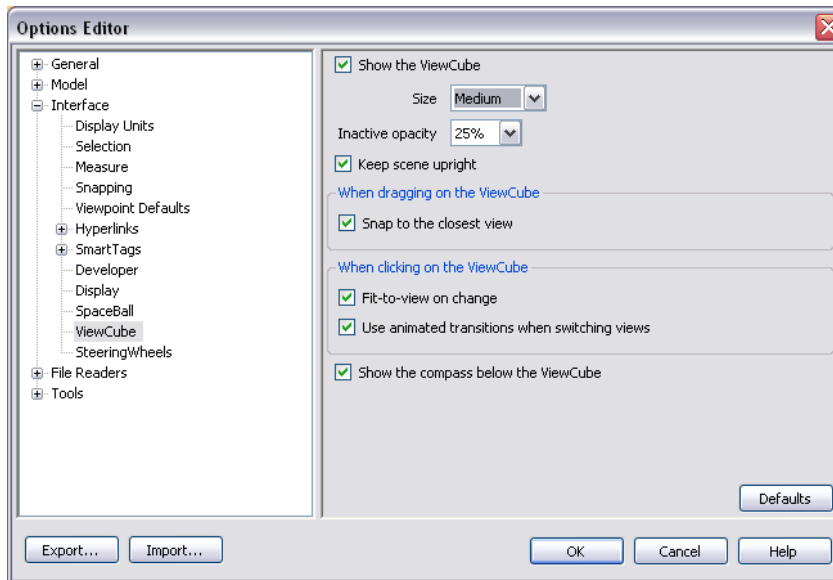 Options Editor
General
Model
Interface
Display Units
Selection
Measure
Snapping
Viewpoint Defaults
Hyperlinks
SmartTags
Developer
Display
SpaceBall
ViewCube
SteeringWheels
File Readers
Tools
Show the ViewCube
Size Medium
Inactive opacity 25%
Keep scene upright
When dragging on the ViewCube
Snap to the closest view
When clicking on the ViewCube
Fit-to-view on change
Use animated transitions when switching views
Show the compass below the ViewCube
Defaults
Export... Import... OK Cancel Help